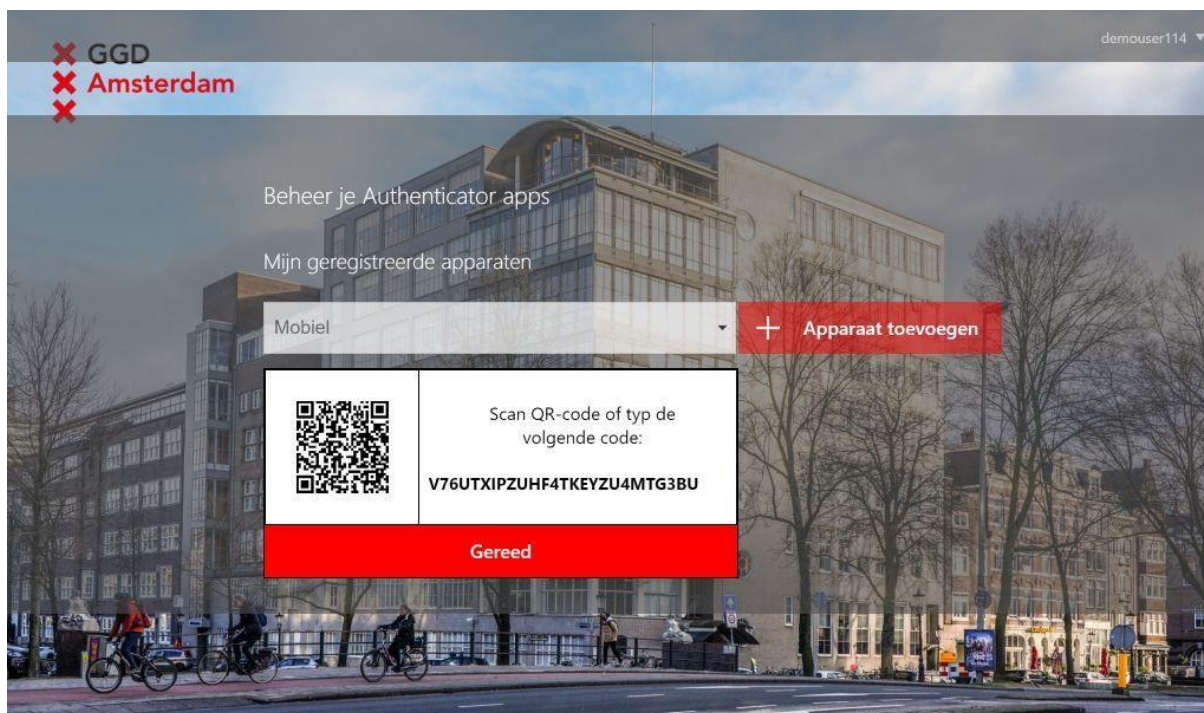 GGD
Amsterdam
demouser114
Beheer je Authenticator apps
Mijn geregistreerde apparaten
Mobiel
+ Apparaat toevoegen
Scan QR-code of typ de
volgende code:
V76UTXIPZUHF4TKEYZU4MTG3BU
Gereed